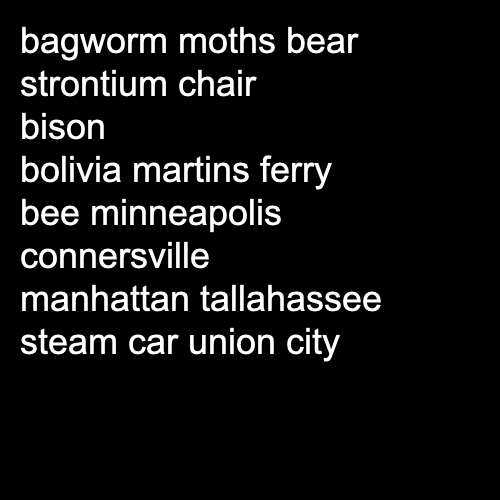 bagworm moths bear
strontium chair
bison
bolivia martins ferry
bee minneapolis
connersville
manhattan tallahassee
steam car union city